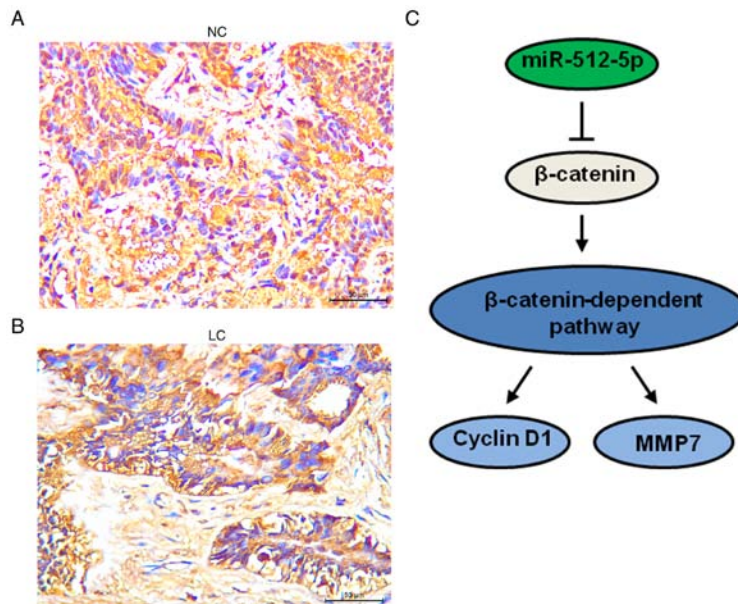 A
NC
B
LC
C
miR-512-5p
β-catenin
β-catenin-dependent
pathway
Cyclin D1
MMP7